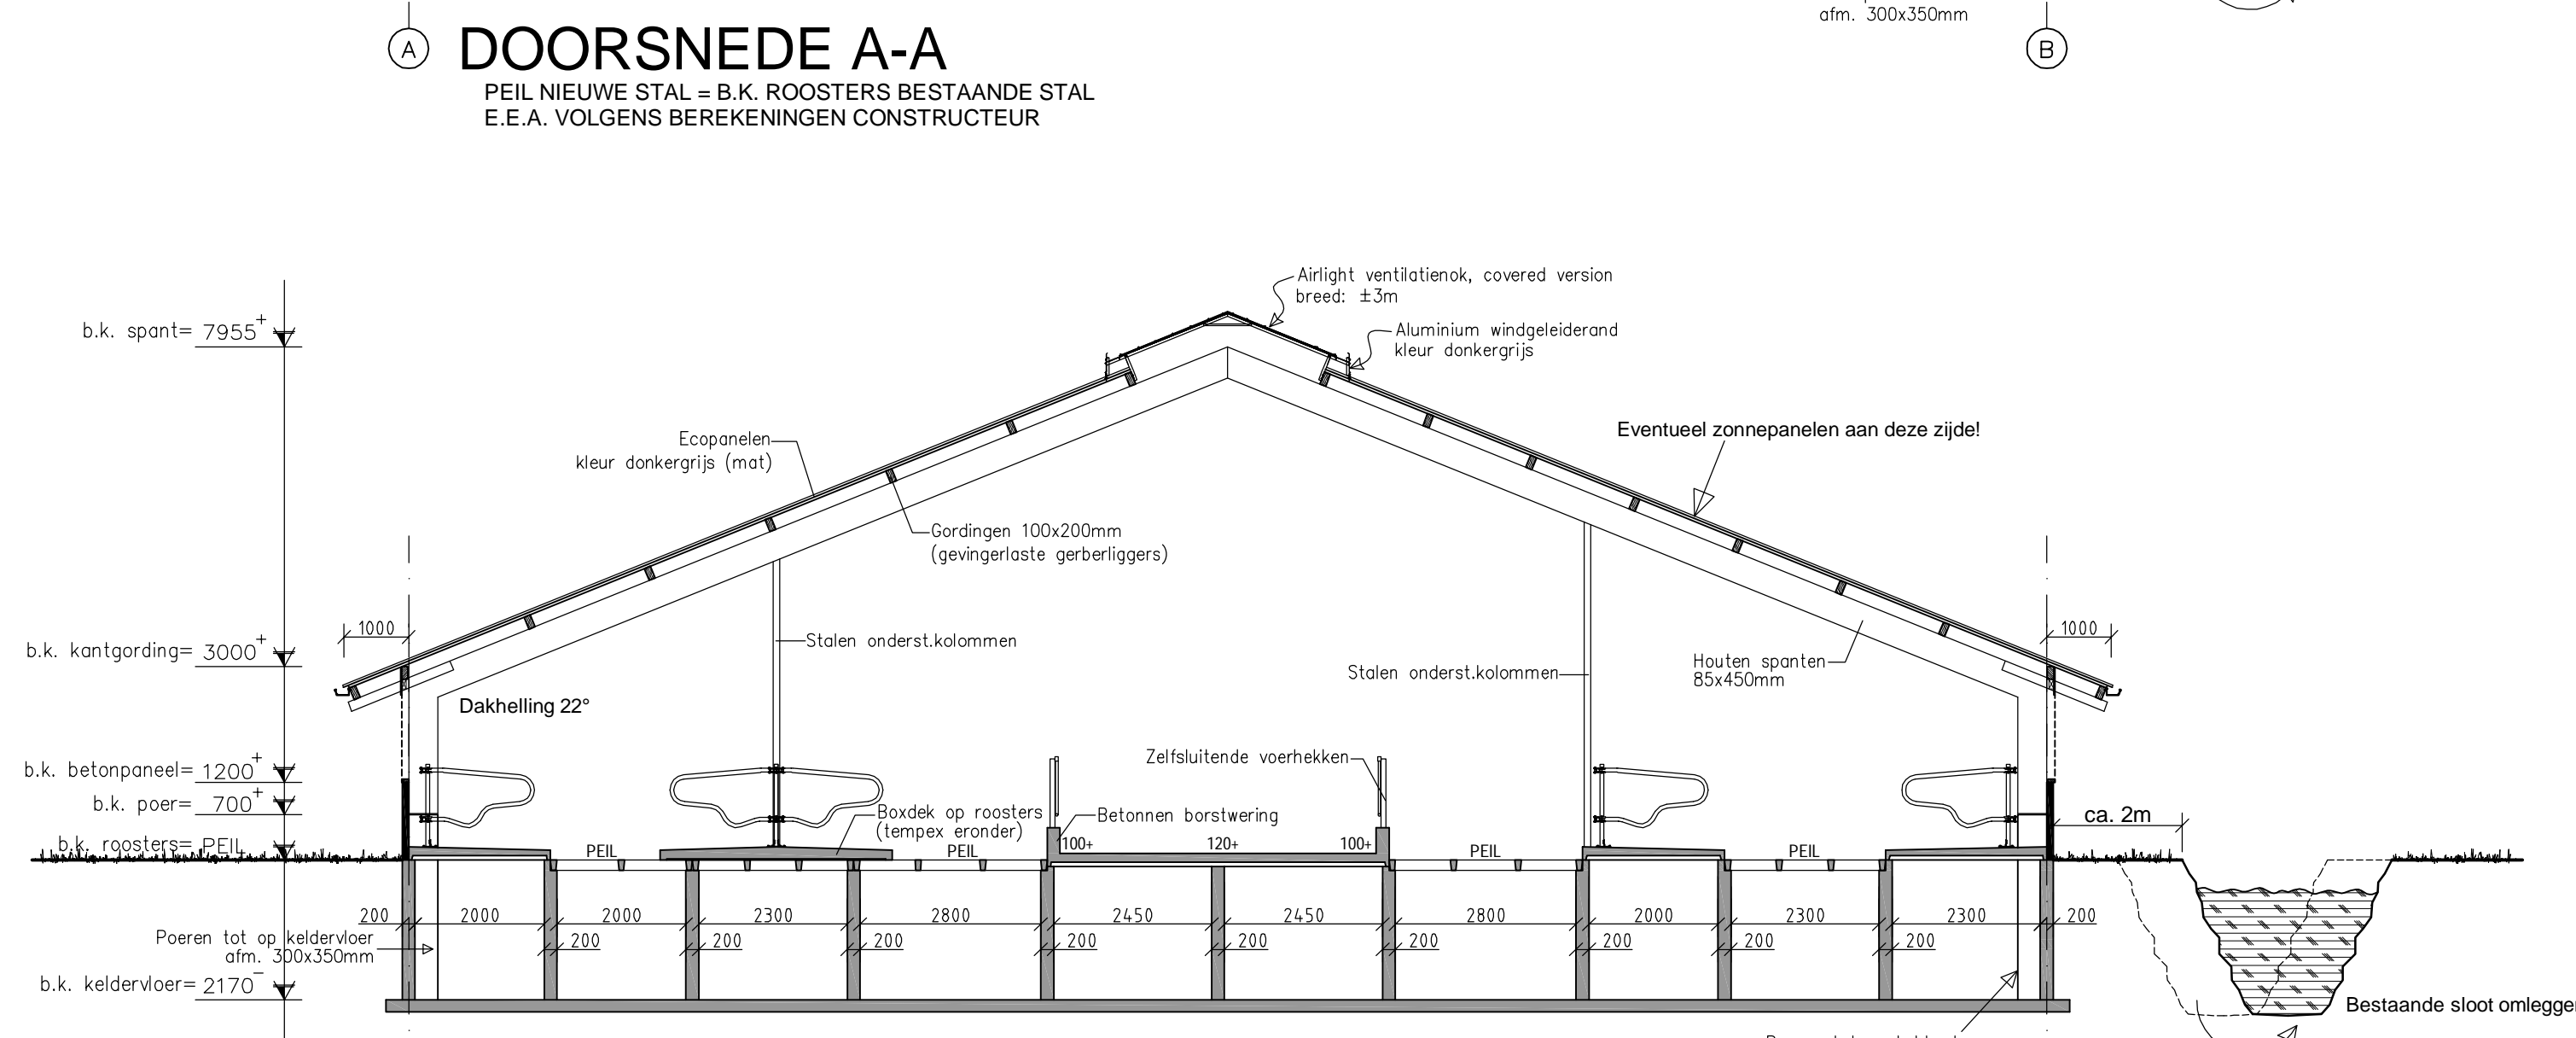 afm. 300x350mm
A
DOORSNEDE A-A
B
PEIL NIEUWE STAL = B.K. ROOSTERS BESTAANDE STAL
E.E.A. VOLGENS BEREKENINGEN CONSTRUCTEUR
Airlight ventilatienok, covered version
breed: ±3m
b.k. spant= 7955+
Aluminium windgeleiderand
kleur donkergrijs
Eventueel zonnepanelen aan deze zijde!
Ecopanelen
kleur donkergrijs (mat)
Gordingen 100x200mm
(gevingerlaste gerberliggers)
1000
1000
b.k. kantgording= 3000+
Stalen onderst.kolommen
Stalen onderst.kolommen
Houten spanten
85x450mm
Dakhelling 22°
Zelfsluitende voerhekken
b.k. betonpaneel= 1200+
b.k. poer= 700+
Boxdek op roosters
(tempex eronder)
Betonnen borstwering
ca. 2m
b.k. roosters= PEIL
PEIL
PEIL
100+
120+
100+
PEIL
PEIL
200
2000
2000
2300
2800
2450
2450
2800
2000
2300
2300
200
Poeren tot op keldervloer
afm. 300x350mm
200
200
200
200
200
200
200
200
200
b.k. keldervloer= 2170-
Bestaande sloot omlegge